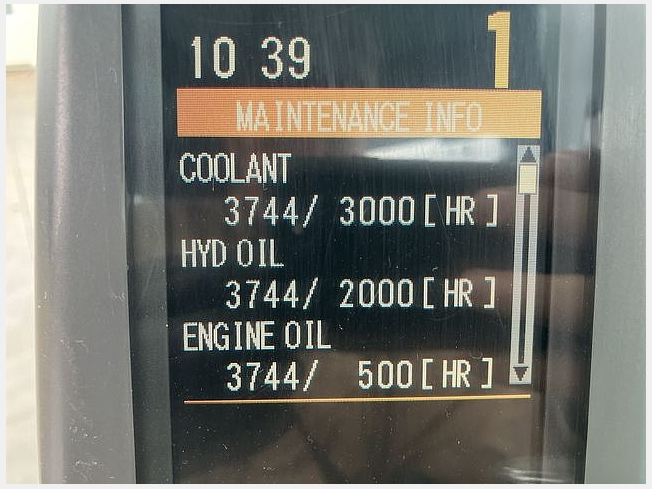 10 39 1
MAINTENANCE INFO
COOLANT
3744/ 3000[HR]
HYD OIL
3744/ 2000[HR]
ENGINE OIL
3744/ 500[HR]